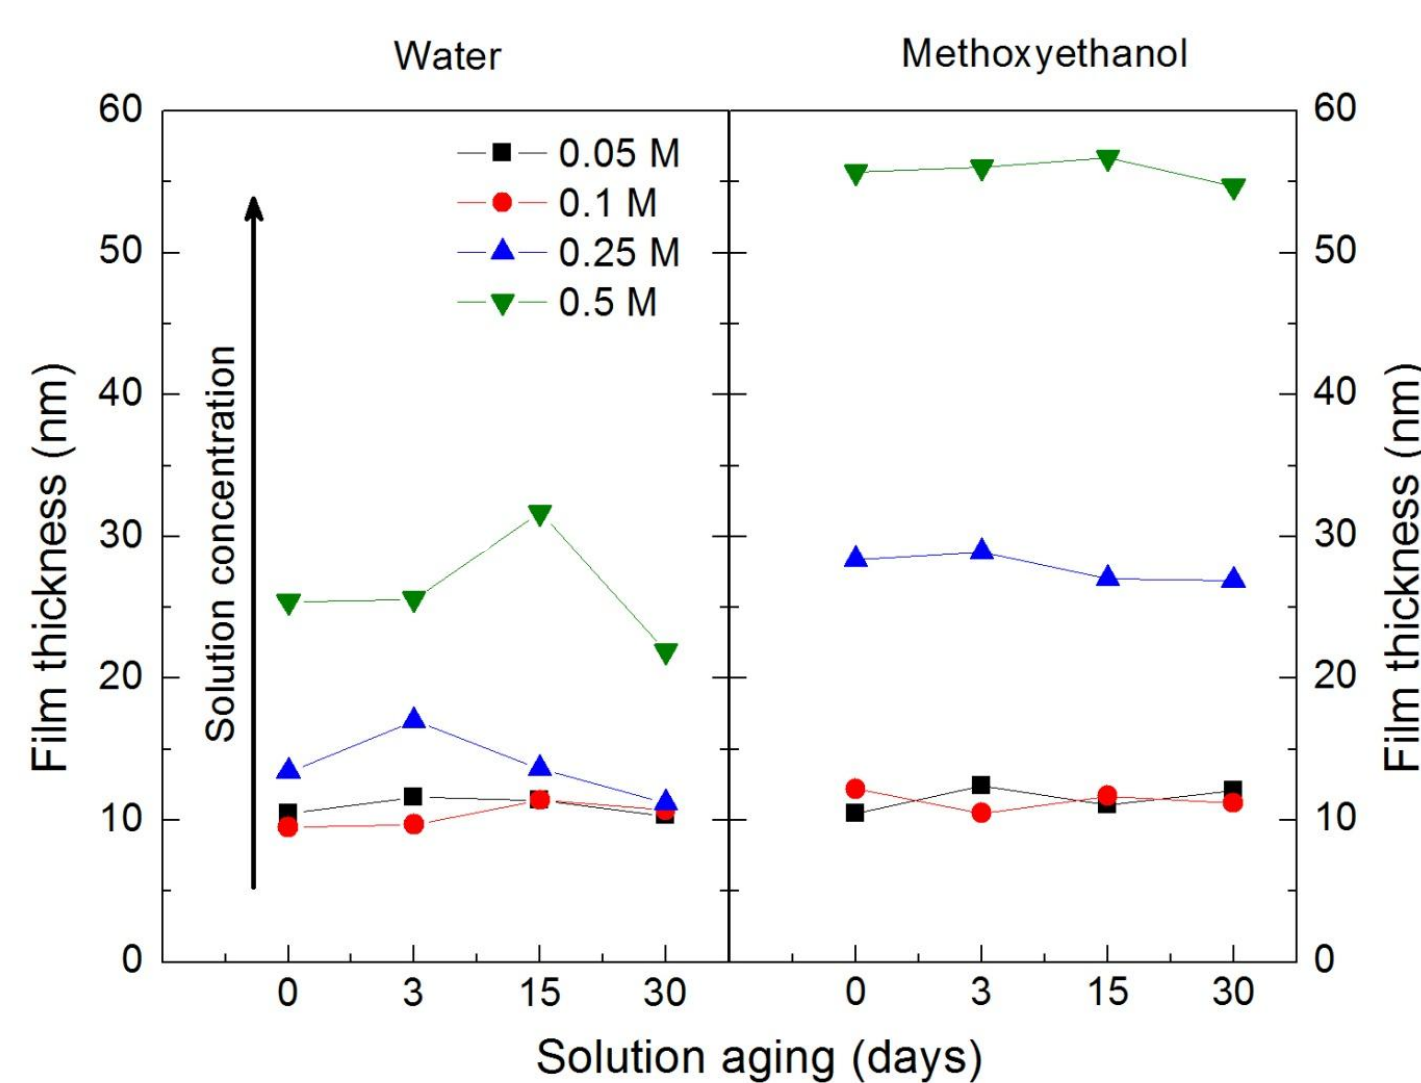 Water
Methoxyethanol
60
50
40
30
20
10
0
Film thickness (nm)
Solution concentration
0.05 M
0.1 M
0.25 M
0.5 M
60
50
40
30
20
10
0
Film thickness (nm)
0 3 15 30
0 3 15 30
Solution aging (days)